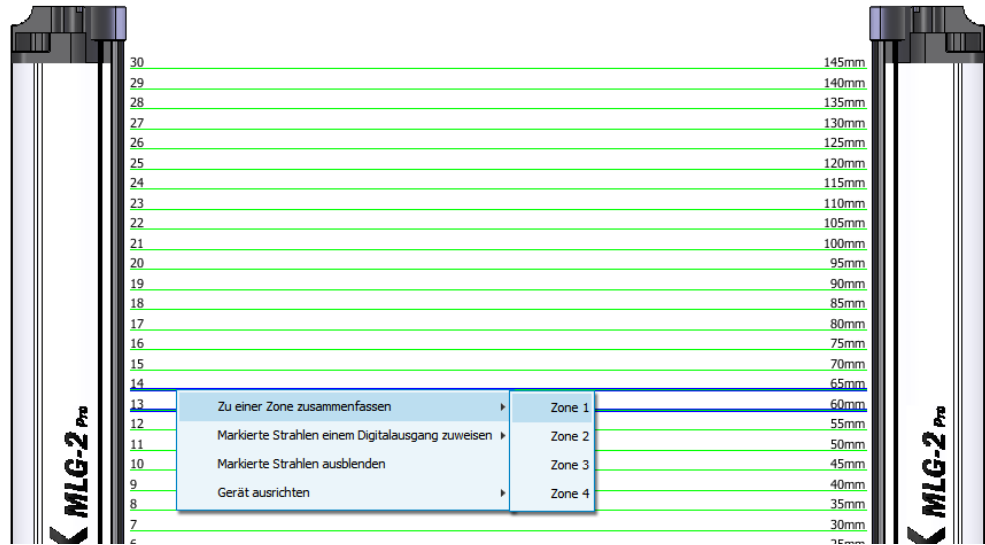 30 145mm
29 140mm
28 135mm
27 130mm
26 125mm
25 120mm
24 115mm
23 110mm
22 105mm
21 100mm
20 95mm
19 90mm
18 85mm
17 80mm
16 75mm
15 70mm
14 65mm
13 60mm
12 55mm
11 50mm
10 45mm
9 40mm
8 35mm
7 30mm
6 25mm
Zu einer Zone zusammenfassen
Markierte Strahlen einem Digitalausgang zuweisen
Markierte Strahlen ausblenden
Gerät ausrichten
Zone 1
Zone 2
Zone 3
Zone 4
K MLG-2 Pro
K MLG-2 Pro